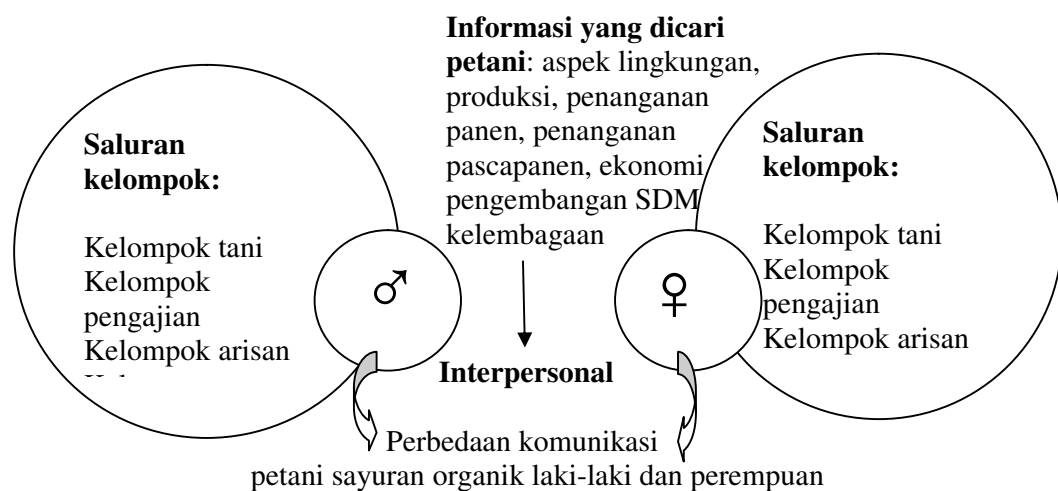 Informasi yang dicari
petani: aspek lingkungan,
produksi, penanganan
panen, penanganan
pascapanen, ekonomi
pengembangan SDM
kelembagaan
Saluran
kelompok:
Kelompok tani
Kelompok
pengajian
Kelompok arisan
♂
Saluran
kelompok:
Kelompok tani
Kelompok
pengajian
Kelompok arisan
♀
Interpersonal
Perbedaan komunikasi
petani sayuran organik laki-laki dan perempuan